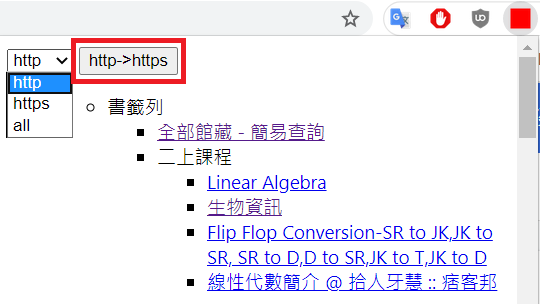 http
http->https
http
https
all
書籤列
全部館藏 - 簡易查詢
二上課程
Linear Algebra
生物資訊
Flip Flop Conversion-SR to JK,JK to
SR, SR to D,D to SR,JK to T,JK to D
線性代數簡介 @ 拾人牙慧 :: 痞客邦